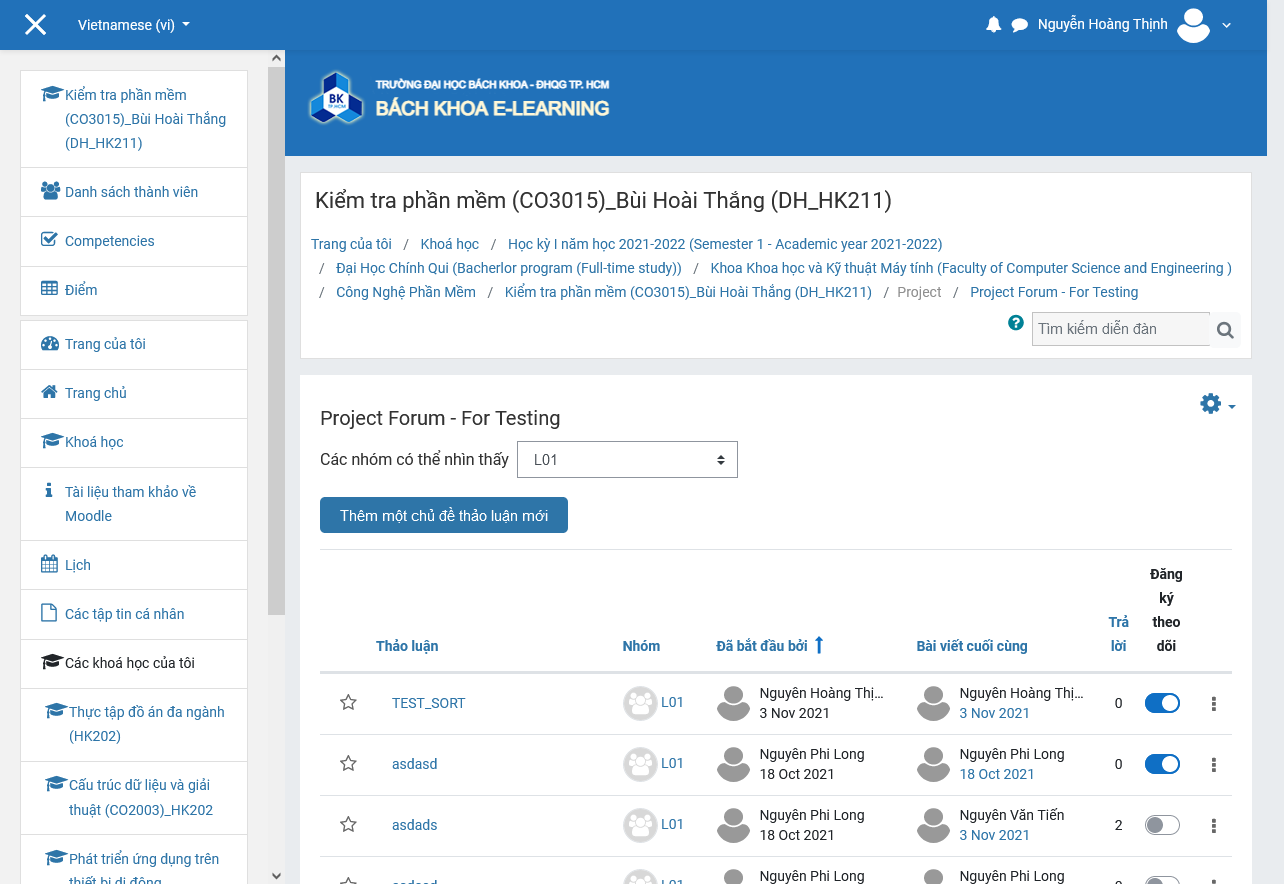 Vietnamese (vi)
Nguyễn Hoàng Thịnh
Kiểm tra phần mềm
(CO3015)_Bùi Hoài Thắng
(DH_HK211)
Danh sách thành viên
Competencies
Điểm
Trang của tôi
Trang chủ
Khoá học
Tài liệu tham khảo về
Moodle
Lịch
Các tập tin cá nhân
Các khoá học của tôi
Thực tập đồ án đa ngành
(HK202)
Cấu trúc dữ liệu và giải
thuật (CO2003)_HK202
Phát triển ứng dụng trên
thiết bị di động
BK
TP.HCM
TRƯỜNG ĐẠI HỌC BÁCH KHOA - ĐHQG TP. HCM
BÁCH KHOA E-LEARNING
Kiểm tra phần mềm (CO3015)_Bùi Hoài Thắng (DH_HK211)
Trang của tôi / Khoá học / Học kỳ I năm học 2021-2022 (Semester 1 - Academic year 2021-2022)
/ Đại Học Chính Qui (Bacherlor program (Full-time study)) / Khoa Khoa học và Kỹ thuật Máy tính (Faculty of Computer Science and Engineering )
/ Công Nghệ Phần Mềm / Kiểm tra phần mềm (CO3015)_Bùi Hoài Thắng (DH_HK211) / Project / Project Forum - For Testing
Tìm kiếm diễn đàn
Project Forum - For Testing
Các nhóm có thể nhìn thấy L01
Thêm một chủ đề thảo luận mới
Thảo luận Nhóm Đã bắt đầu bởi Bài viết cuối cùng Trả lời Đăng ký theo dõi
TEST_SORT L01 Nguyễn Hoàng Thị... Nguyễn Hoàng Thị... 0
3 Nov 2021 3 Nov 2021
asdasd L01 Nguyễn Phi Long Nguyễn Phi Long 0
18 Oct 2021 18 Oct 2021
asdads L01 Nguyễn Phi Long Nguyễn Văn Tiến 2
18 Oct 2021 3 Nov 2021
asdasd L01 Nguyễn Phi Long Nguyễn Phi Long 0